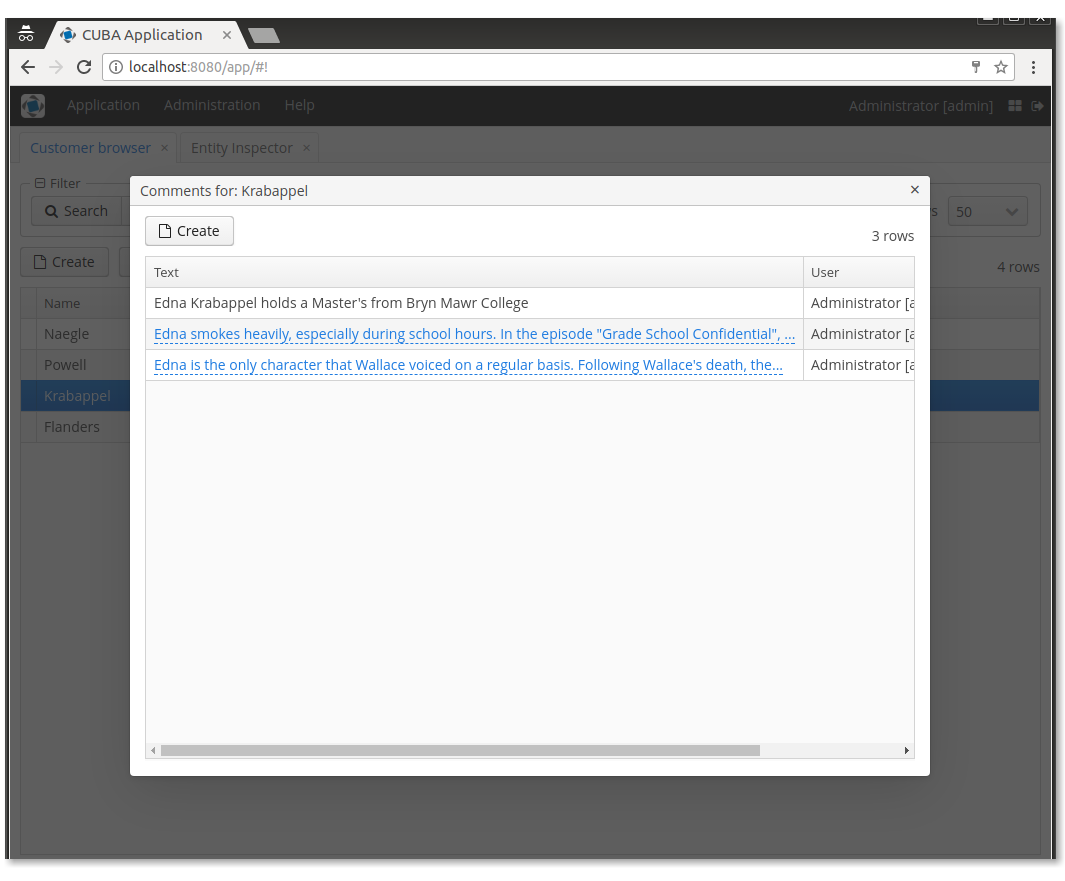 CUBA Application
localhost:8080/app/#!
Application Administration Help Administrator [admin]
Customer browser Entity Inspector
Filter
Search 50
Create
4 rows
Name
Naegle
Powell
Krabappel
Flanders
Comments for: Krabappel
Create
3 rows
Text User
Edna Krabappel holds a Master's from Bryn Mawr College Administrator [a
Edna smokes heavily, especially during school hours. In the episode "Grade School Confidential", ... Administrator [a
Edna is the only character that Wallace voiced on a regular basis. Following Wallace's death, the... Administrator [a